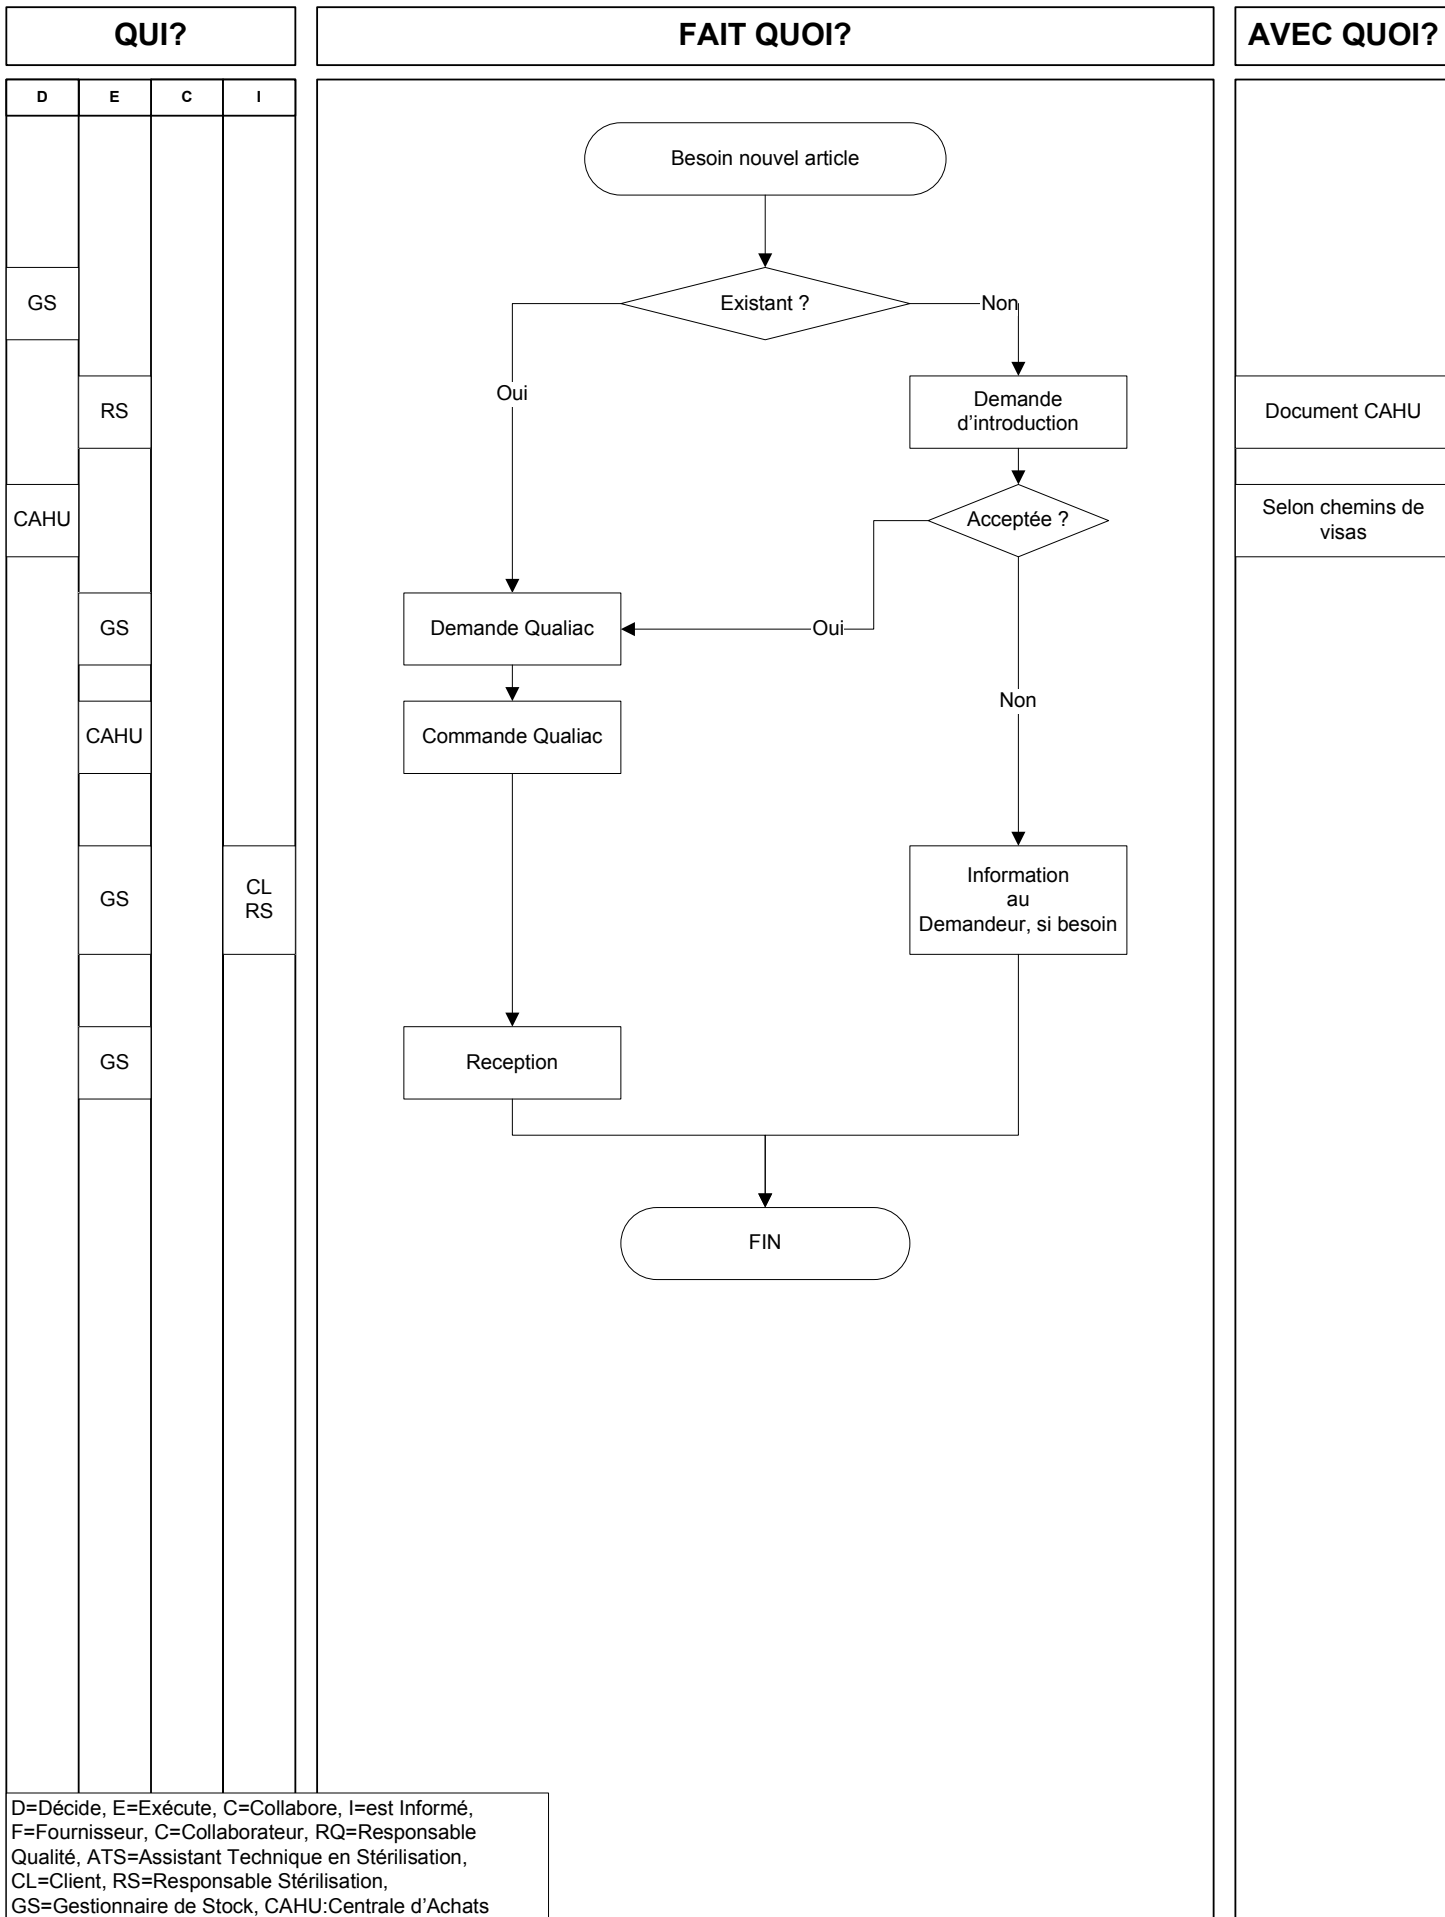 QUI?
FAIT QUOI?
AVEC QUOI?
D
E
C
I
Besoin nouvel article
GS
Existant ?
Non
Oui
RS
Demande
d'introduction
Document CAHU
CAHU
Acceptée ?
Selon chemins de
visas
GS
Demande Qualiac
Oui
Non
CAHU
Commande Qualiac
GS
CL
RS
Information
au
Demandeur, si besoin
GS
Reception
FIN
D=Décide, E=Exécute, C=Collabore, I=est Informé,
F=Fournisseur, C=Collaborateur, RQ=Responsable
Qualité, ATS=Assistant Technique en Stérilisation,
CL=Client, RS=Responsable Stérilisation,
GS=Gestionnaire de Stock, CAHU:Centrale d'Achats